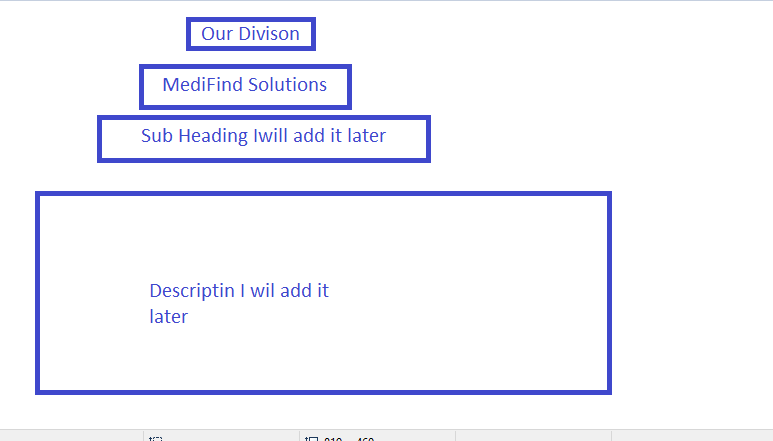 Our Divison
MediFind Solutions
Sub Heading Iwill add it later
Descriptin I wil add it
later